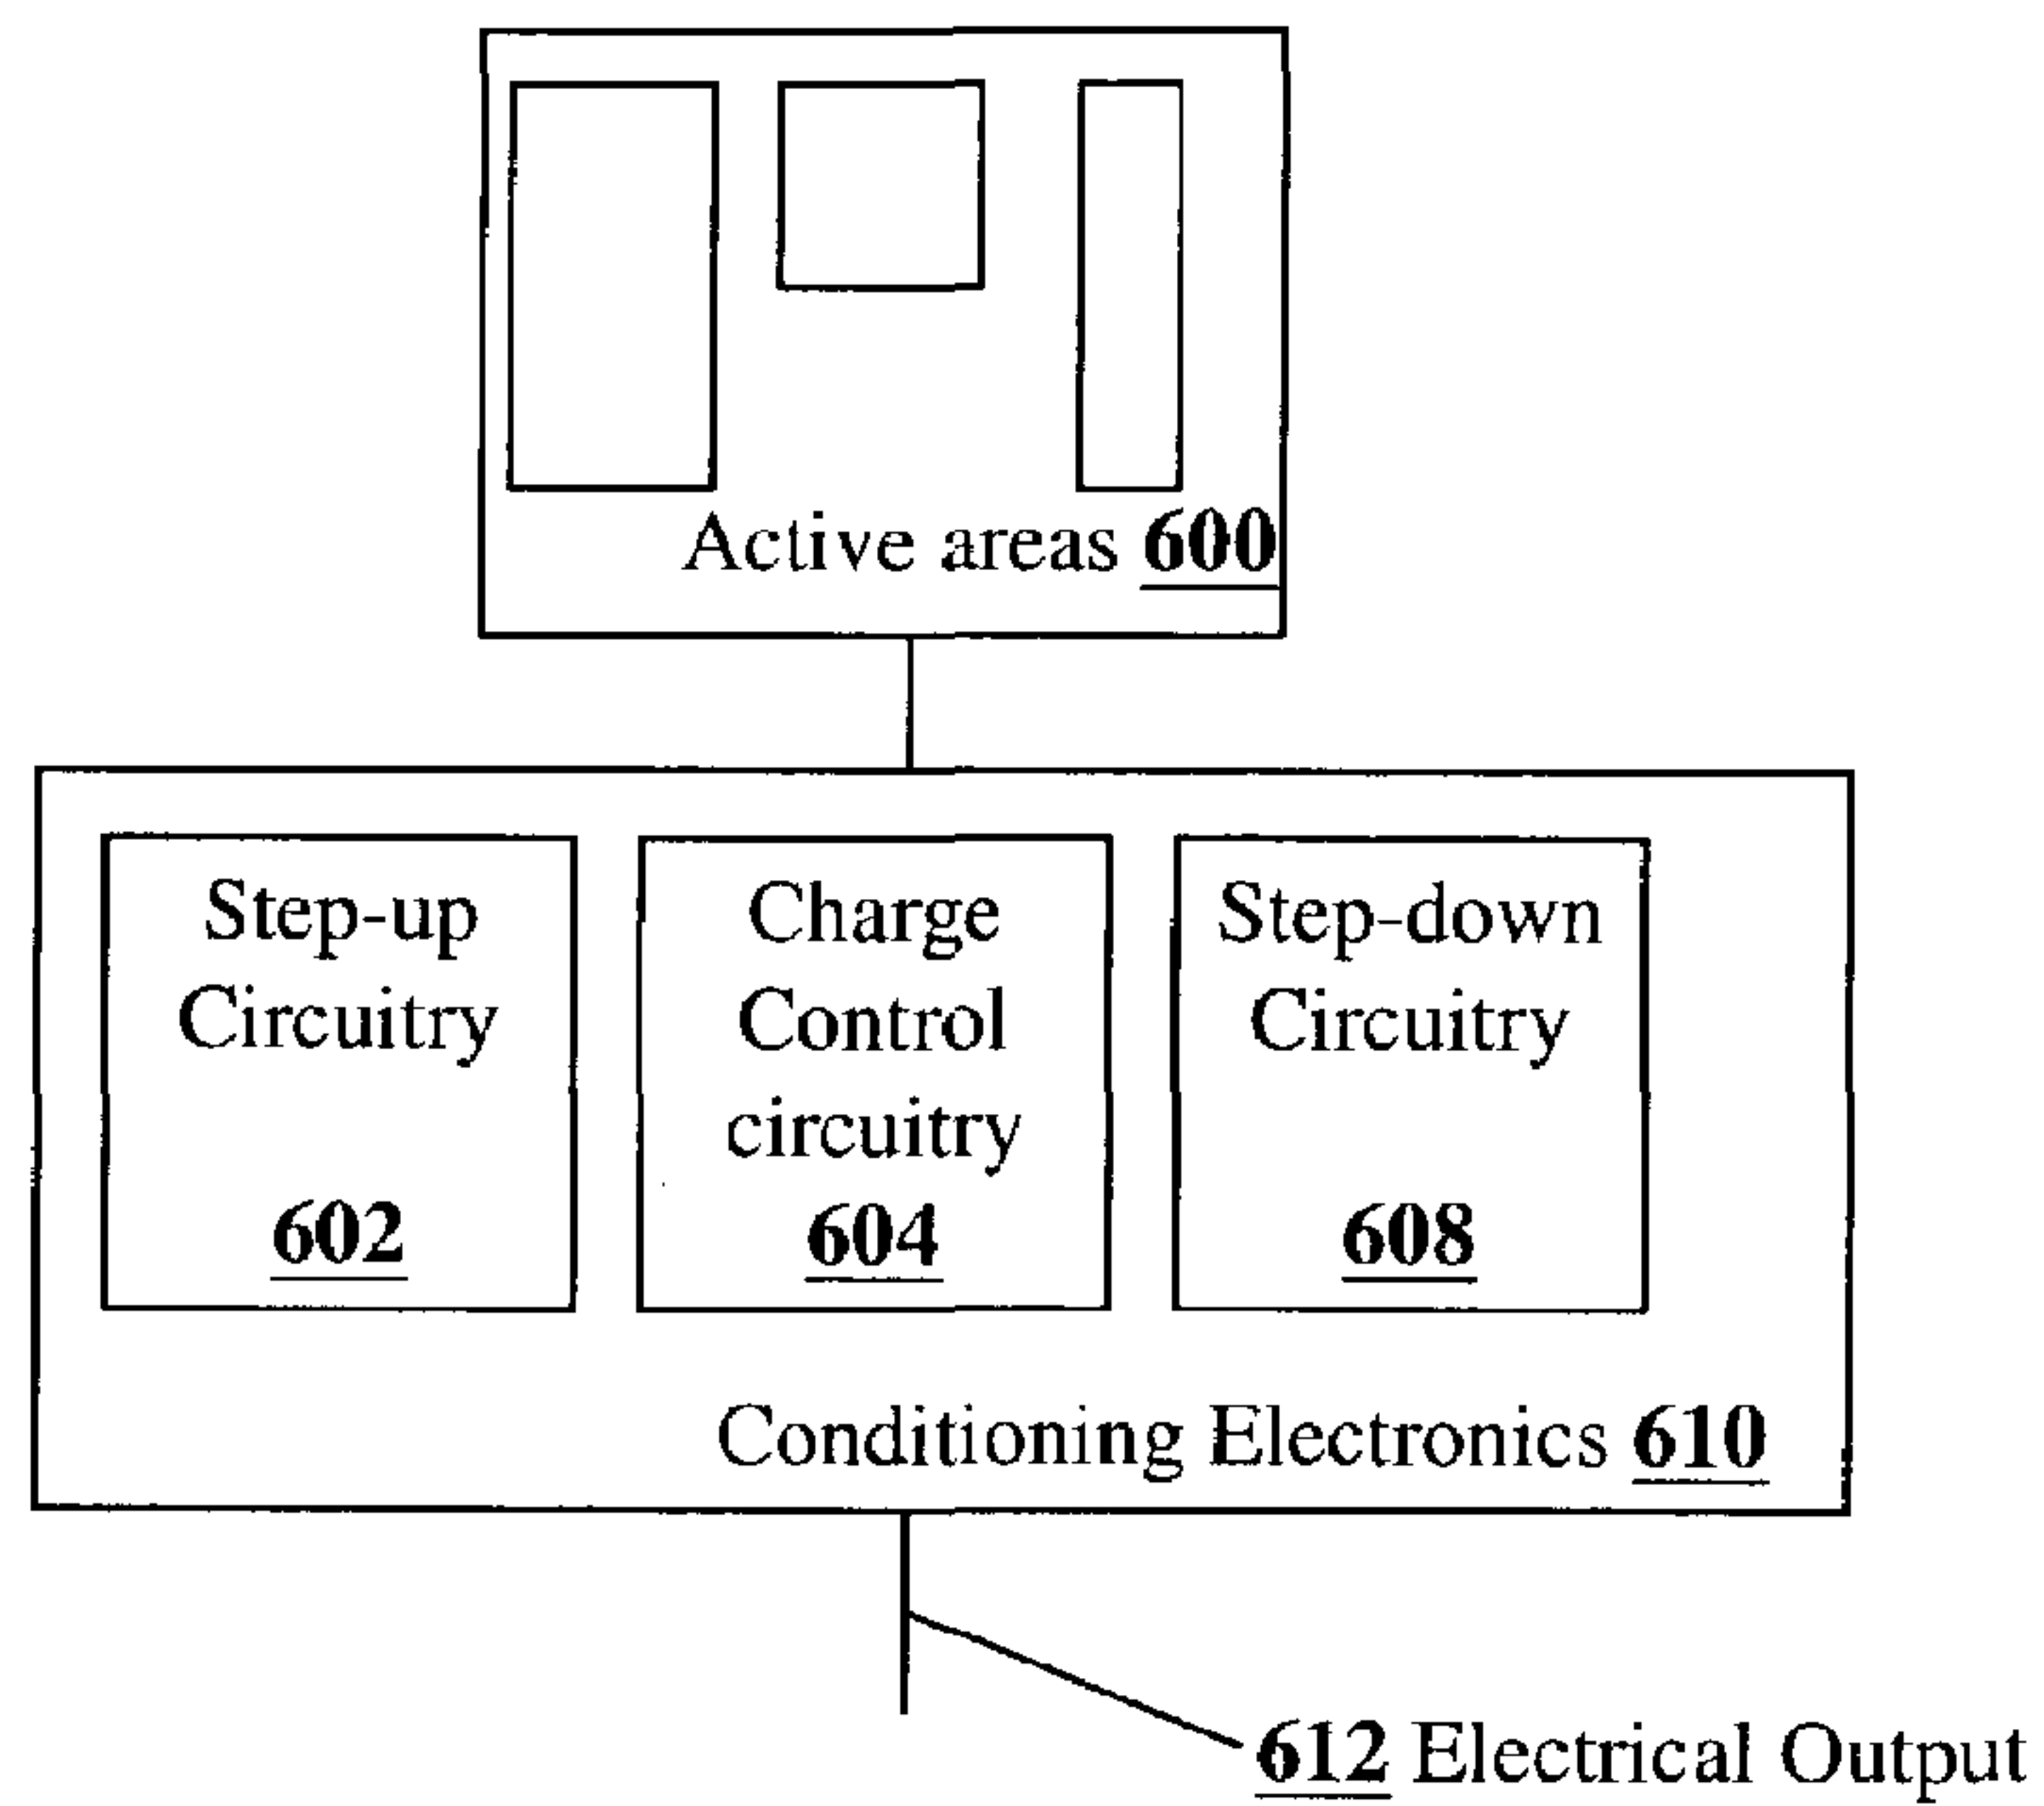 Active areas 600
Step-up
Circuitry
602
Charge
Control
circuitry
604
Step-down
Circuitry
608
Conditioning Electronics 610
612 Electrical Output